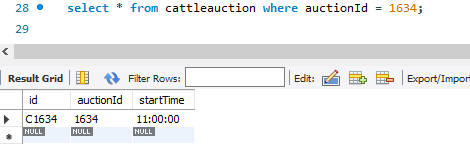 28 select * from cattleauction where auctionId = 1634;
29
Result Grid Filter Rows: Edit: Export/Import
id auctionId startTime
C1634 1634 11:00:00
NULL NULL NULL